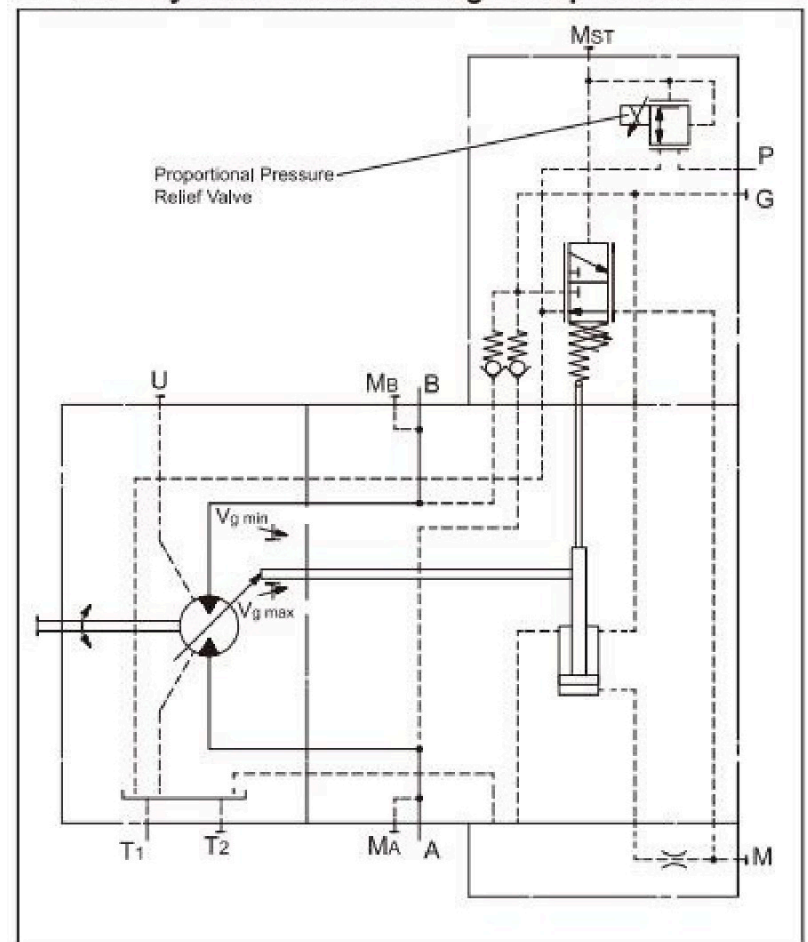 MST
Proportional Pressure
Relief Valve
P
G
U
MB
B
Vg min
Vg max
T1
T2
MA
A
M